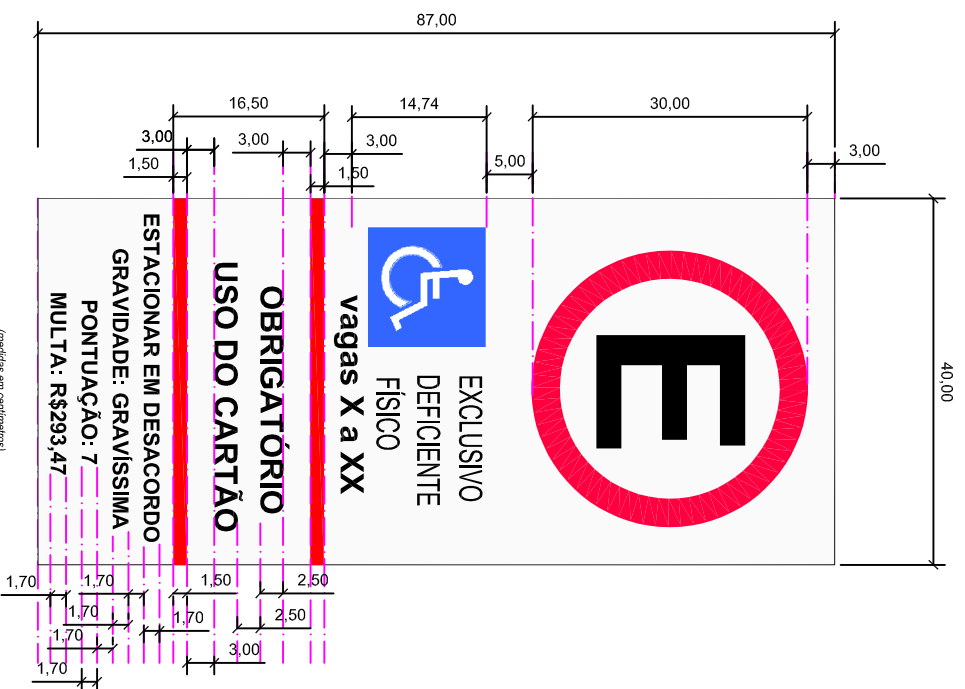 87,00
16,50
14,74
30,00
3,00
3,00
3,00
3,00
1,50
1,50
5,00
40,00
E
EXCLUSIVO
DEFICIENTE
FÍSICO
vagas X a XX
OBRIGATÓRIO
USO DO CARTÃO
ESTACIONAR EM DESACORDO
GRAVIDADE: GRAVÍSSIMA
PONTUAÇÃO: 7
MULTA: R$293,47
(medidas em centímetros)
1,70
1,70
1,50
2,50
1,70
1,70
2,50
1,70
3,00
1,70